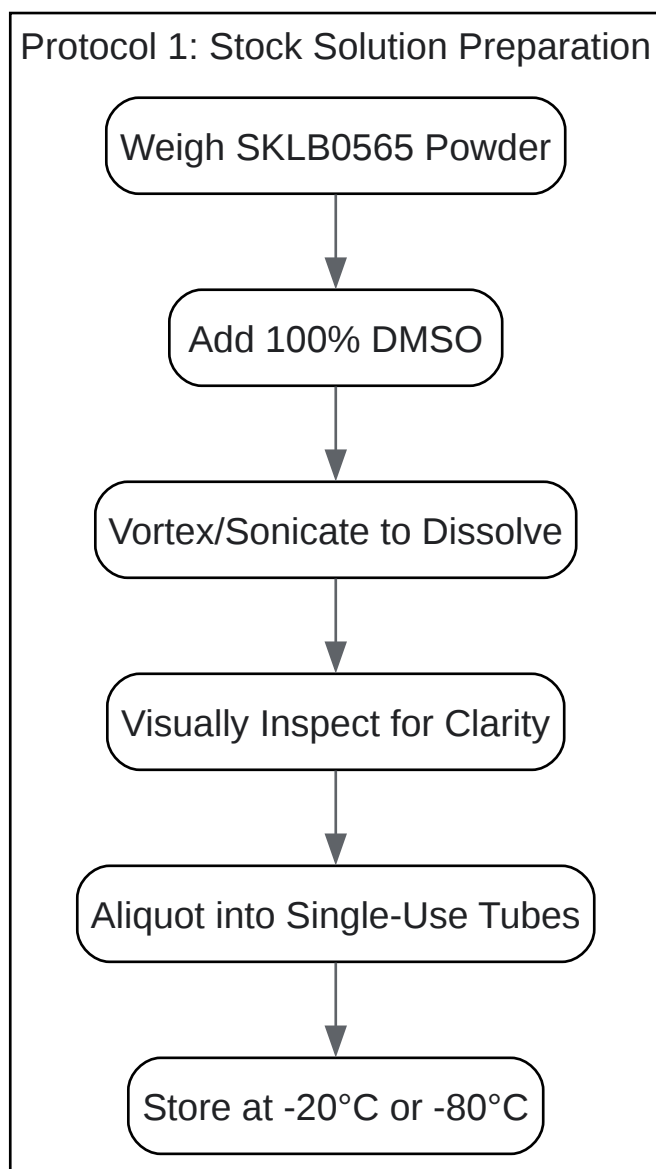 Protocol 1: Stock Solution Preparation
Weigh SKLB0565 Powder
Add 100% DMSO
Vortex/Sonicate to Dissolve
Visually Inspect for Clarity
Aliquot into Single-Use Tubes
Store at -20°C or -80°C